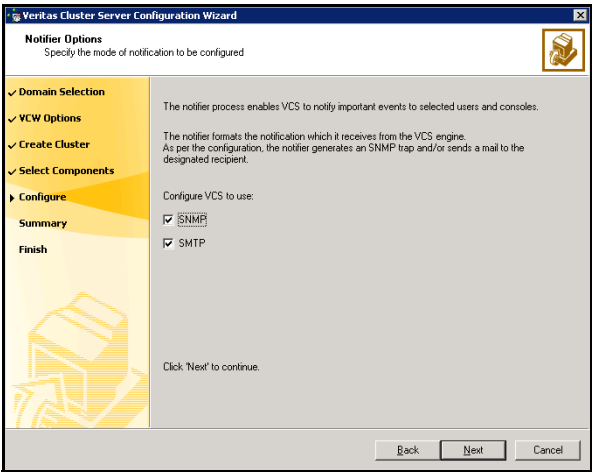 Veritas Cluster Server Configuration Wizard
Notifier Options
Specify the mode of notification to be configured
Domain Selection
VCW Options
Create Cluster
Select Components
Configure
Summary
Finish
The notifier process enables VCS to notify important events to selected users and consoles.
The notifier formats the notification which it receives from the VCS engine.
As per the configuration, the notifier generates an SNMP trap and/or sends a mail to the
designated recipient.
Configure VCS to use:
SNMP
SMTP
Click 'Next' to continue.
Back Next Cancel